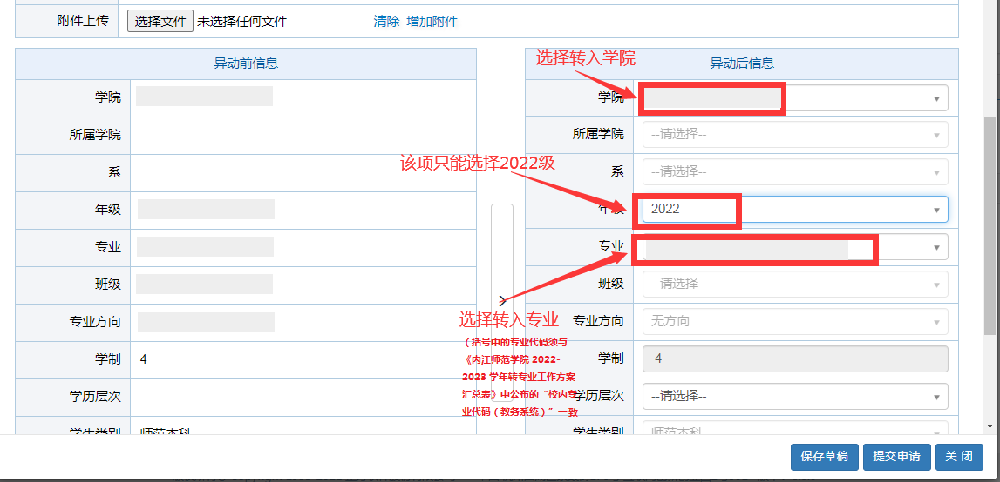 附件上传 选择文件 未选择任何文件 清除 增加附件
异动前信息
学院
所属学院
系
年级
专业
班级
专业方向
学制 4
学历层次
学生类别 师范本科
选择转入学院
该项只能选择2022级
选择转入专业
（括号中的专业代码须与
《内江师范学院 2022-
2023 学年转专业工作方案
汇总表》中公布的“校内专
业代码（教务系统）”一致
异动后信息
学院
所属学院 --请选择--
系 --请选择--
年级 2022
专业
班级 --请选择--
专业方向 无方向
学制 4
学历层次 --请选择--
学生类别 师范本科
保存草稿 提交申请 关 闭